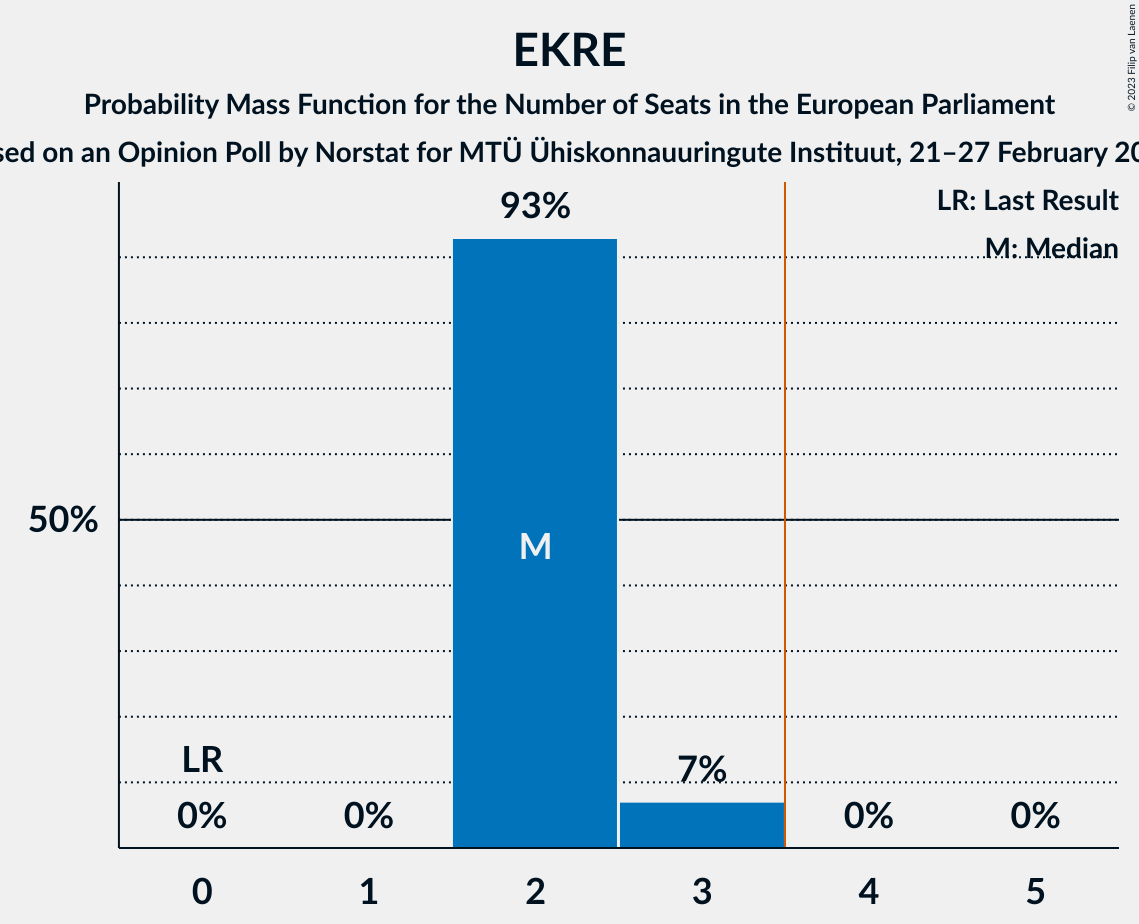 EKRE
Probability Mass Function for the Number of Seats in the European Parliament
sed on an Opinion Poll by Norstat for MTÜ Ühiskonnauuringute Instituut, 21–27 February 20
© 2023 Filip van Laenen
LR: Last Result
M: Median
93%
50%
M
LR
7%
0%
0%
0%
0%
0
1
2
3
4
5